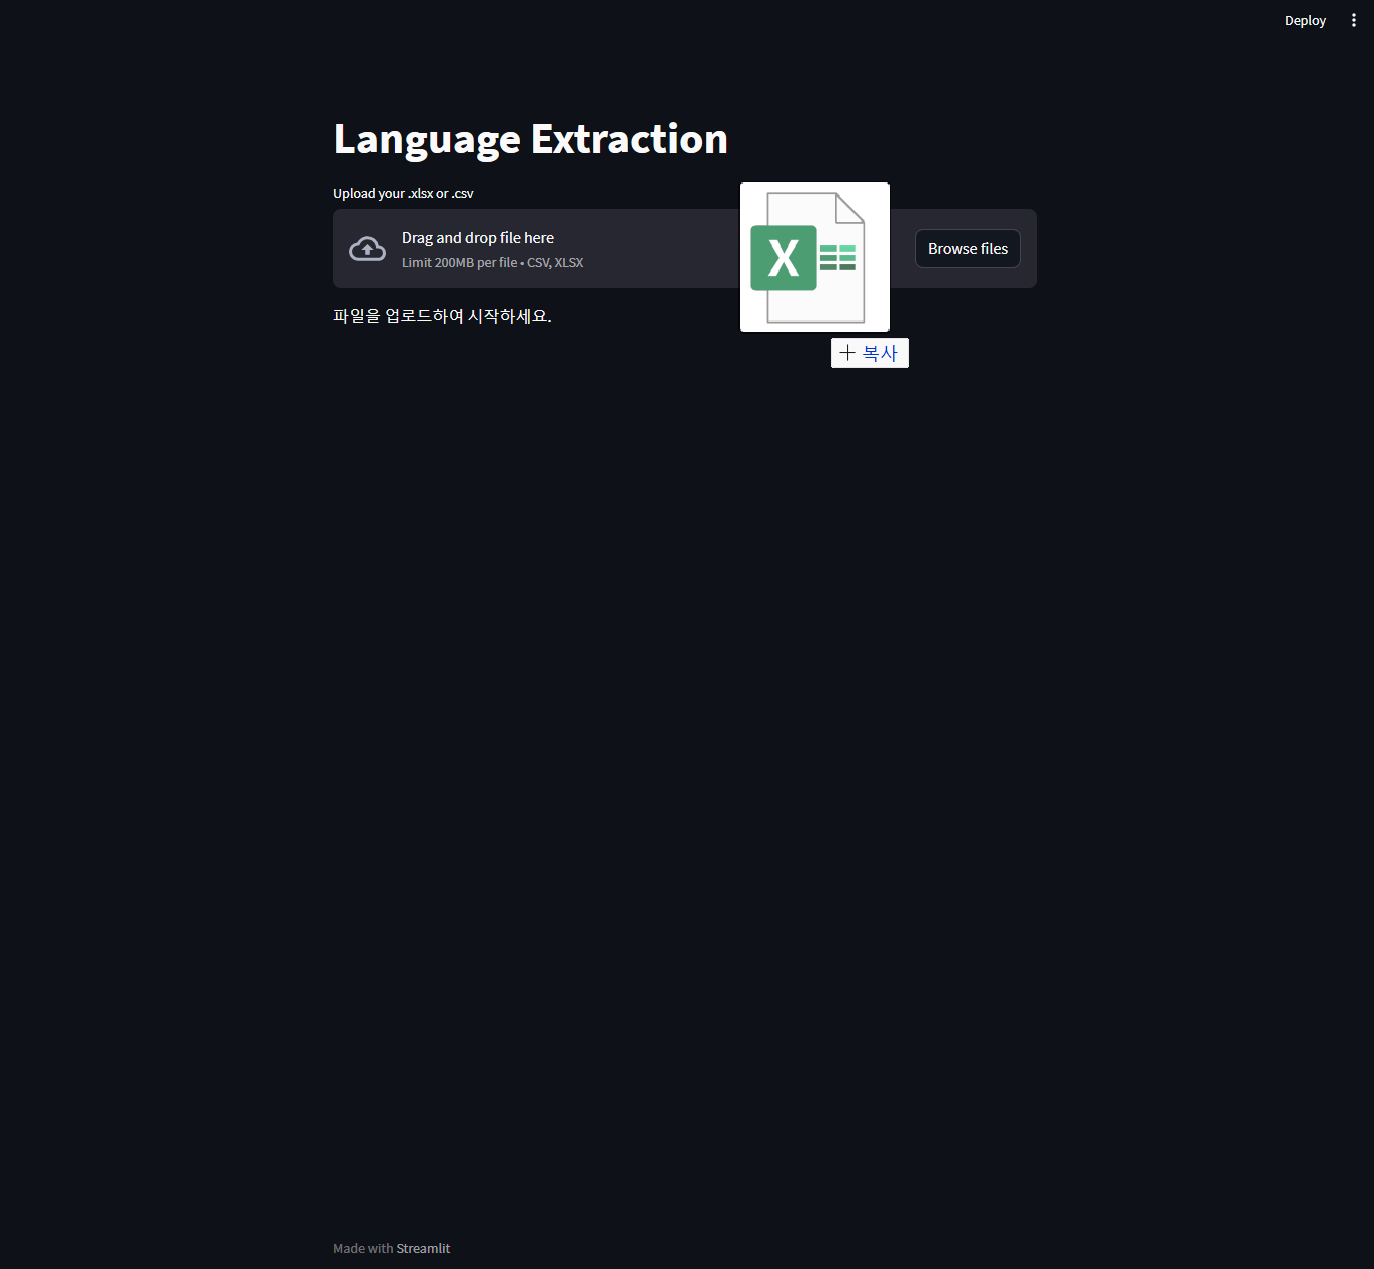 Deploy
Language Extraction
Upload your .xlsx or .csv
Drag and drop file here
Limit 200MB per file • CSV, XLSX
X
Browse files
파일을 업로드하여 시작하세요.
+ 복사
Made with Streamlit